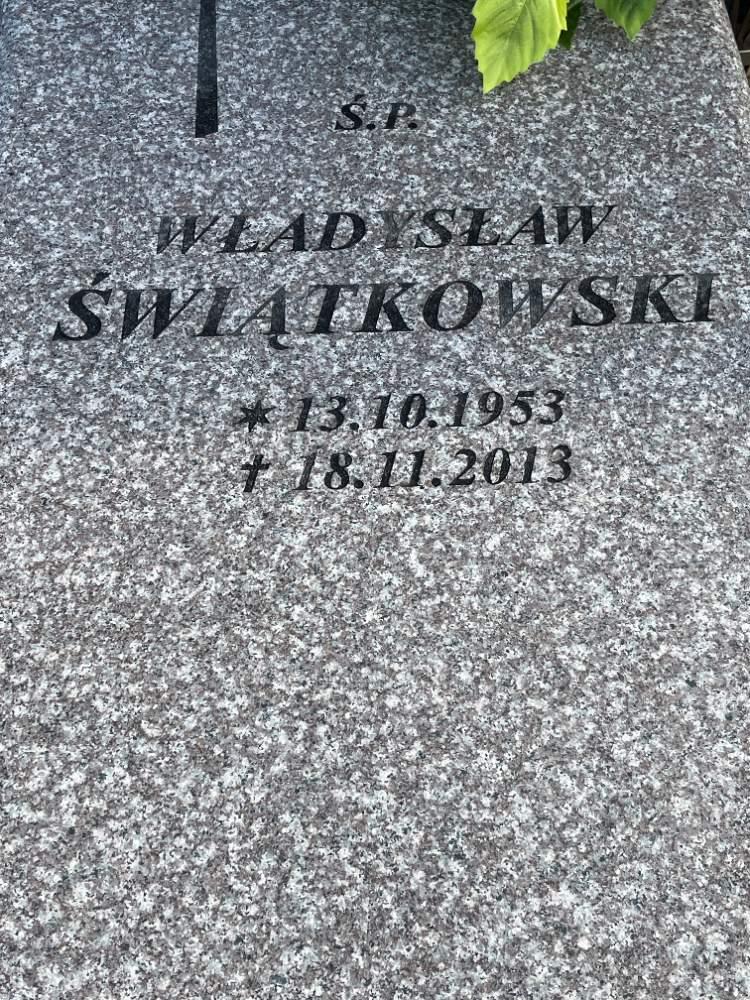 Ś.P.
WŁADYSŁAW
ŚWIĄTKOWSKI
✶ 13.10.1953
† 18.11.2013